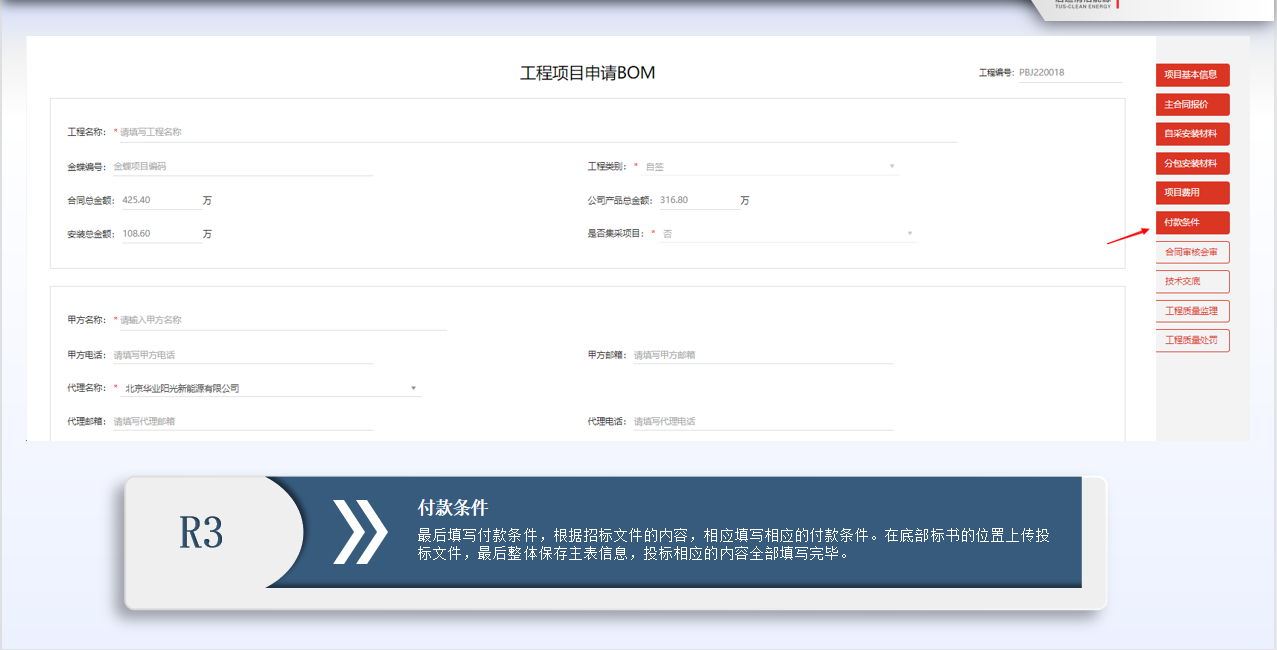 TUS-CLEAN ENERGY
工程项目申请BOM
工程编号: PBJ220018
工程名称: * 请填写工程名称
金蝶编号: 金蝶项目编码
工程类别: * 自签
合同总金额: 425.40 万
公司产品总金额: 316.80 万
安装总金额: 108.60 万
是否集采项目: * 否
甲方名称: * 请输入甲方名称
甲方电话: 请填写甲方电话
甲方邮箱: 请填写甲方邮箱
代理名称: * 北京华业阳光新能源有限公司
代理邮箱: 请填写代理邮箱
代理电话: 请填写代理电话
项目基本信息
主合同报价
自采安装材料
分包安装材料
项目费用
付款条件
合同审核会审
技术交底
工程质量监理
工程质量处罚
R3
付款条件
最后填写付款条件，根据招标文件的内容，相应填写相应的付款条件。在底部标书的位置上传投
标文件，最后整体保存主表信息，投标相应的内容全部填写完毕。